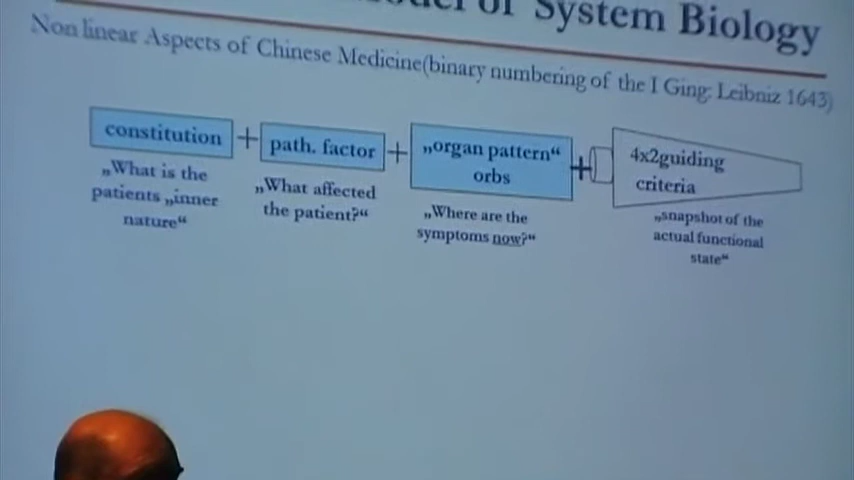 of System Biology
Non linear Aspects of Chinese Medicine(binary numbering of the I Ging: Leibniz 1643)
constitution + path. factor + „organ pattern“ orbs + 4x2guiding criteria
„What is the patients „inner nature“
„What affected the patient?“
„Where are the symptoms now?“
„snapshot of the actual functional state“